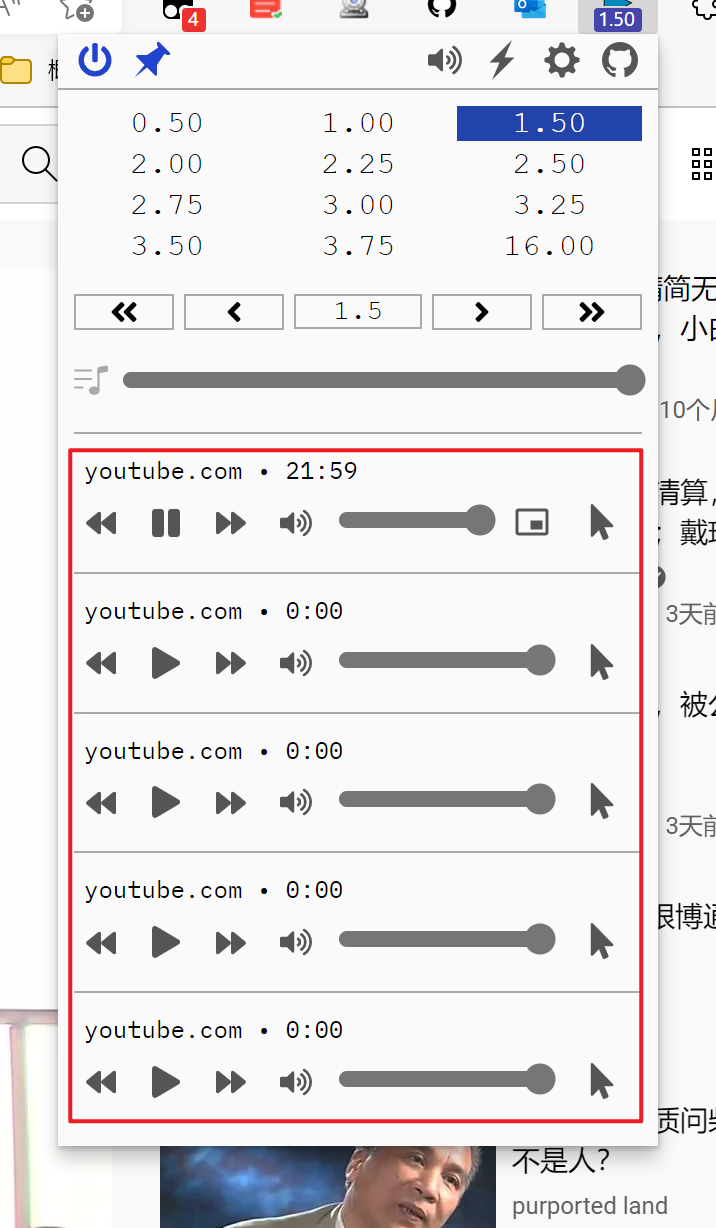 4
1.50
0.50 1.00 1.50
2.00 2.25 2.50
2.75 3.00 3.25
3.50 3.75 16.00
1.5
youtube.com • 21:59
youtube.com • 0:00
youtube.com • 0:00
youtube.com • 0:00
youtube.com • 0:00
简无
，小
10个
清算，
；戴
3天前
，被
3天前
很博
质问
不是人？
purported land